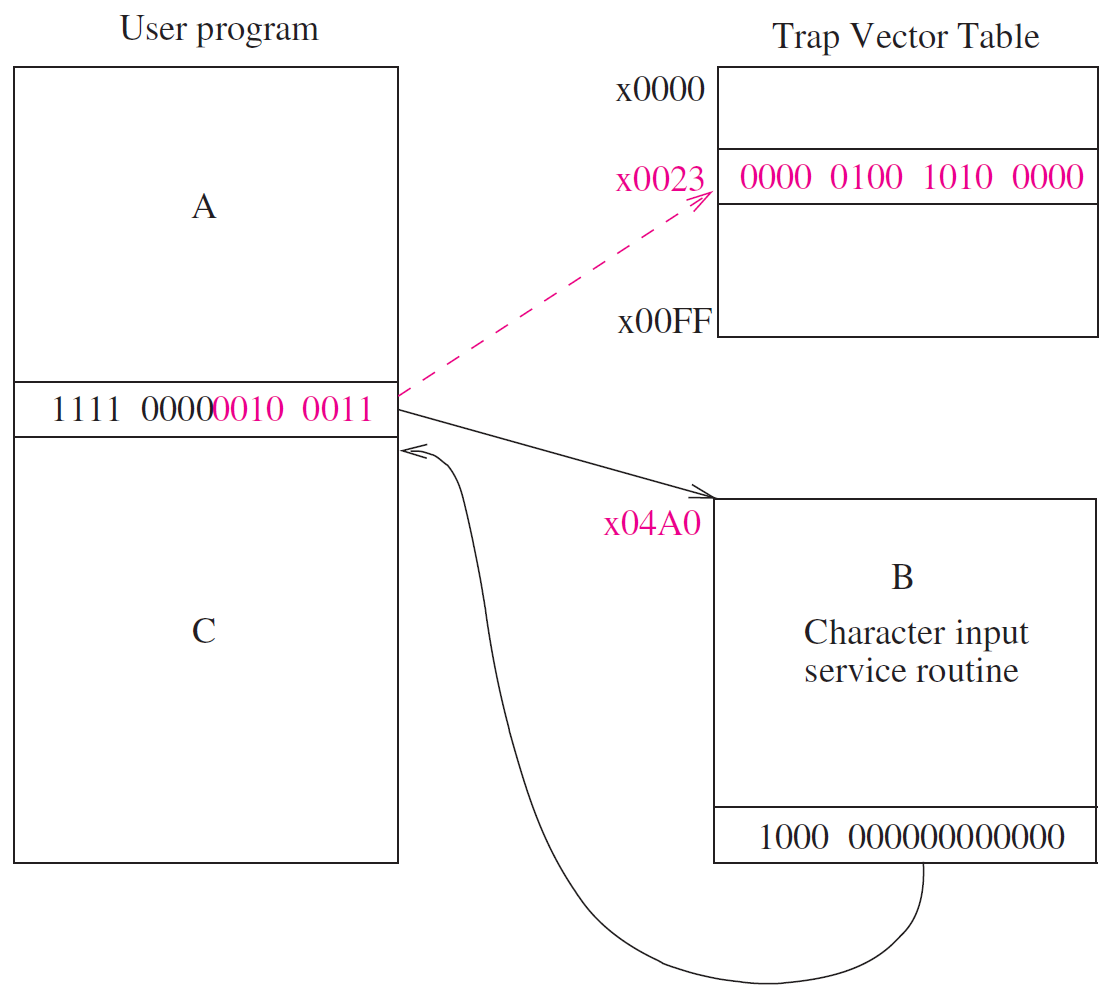 User program
A
1111 00000010 0011
C
Trap Vector Table
x0000
x0023 0000 0100 1010 0000
x00FF
x04A0
B
Character input
service routine
1000 000000000000